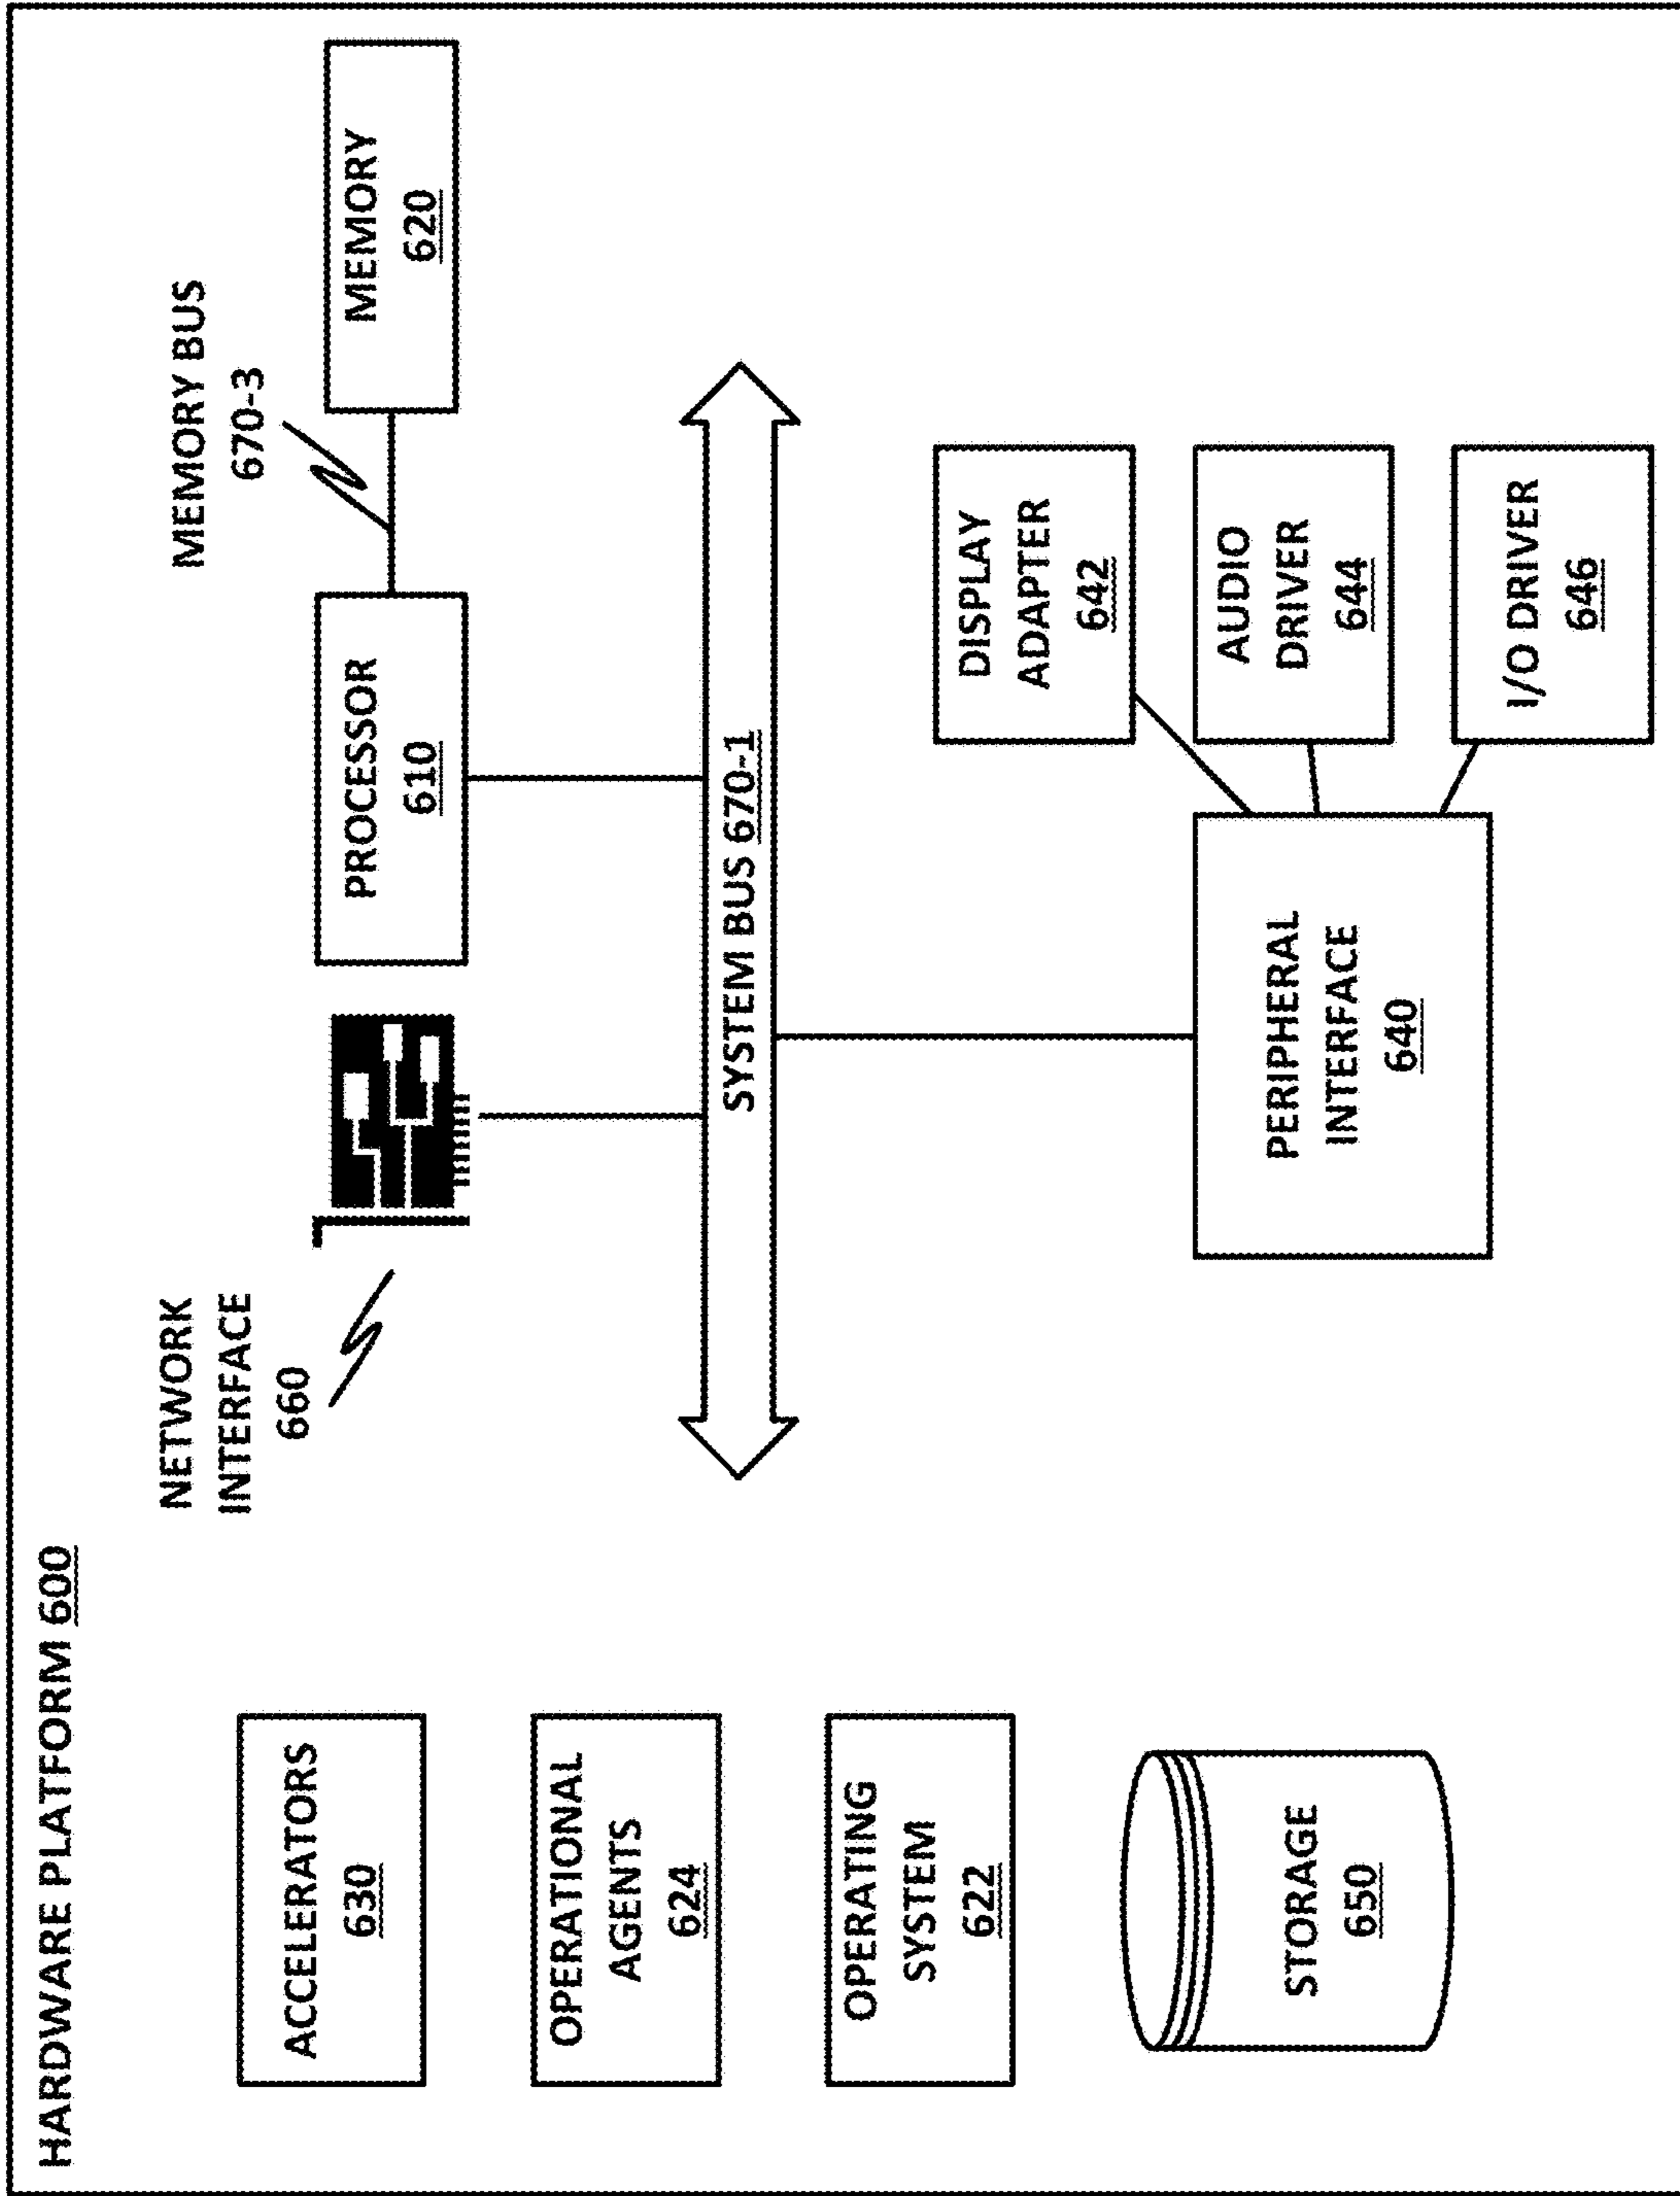 HARDWARE PLATFORM 600
ACCELERATORS
630
OPERATIONAL
AGENTS
624
OPERATING
SYSTEM
622
STORAGE
650
NETWORK
INTERFACE
660
PROCESSOR
610
MEMORY BUS
670-3
MEMORY
620
SYSTEM BUS 670-1
PERIPHERAL
INTERFACE
640
DISPLAY
ADAPTER
642
AUDIO
DRIVER
644
I/O DRIVER
646